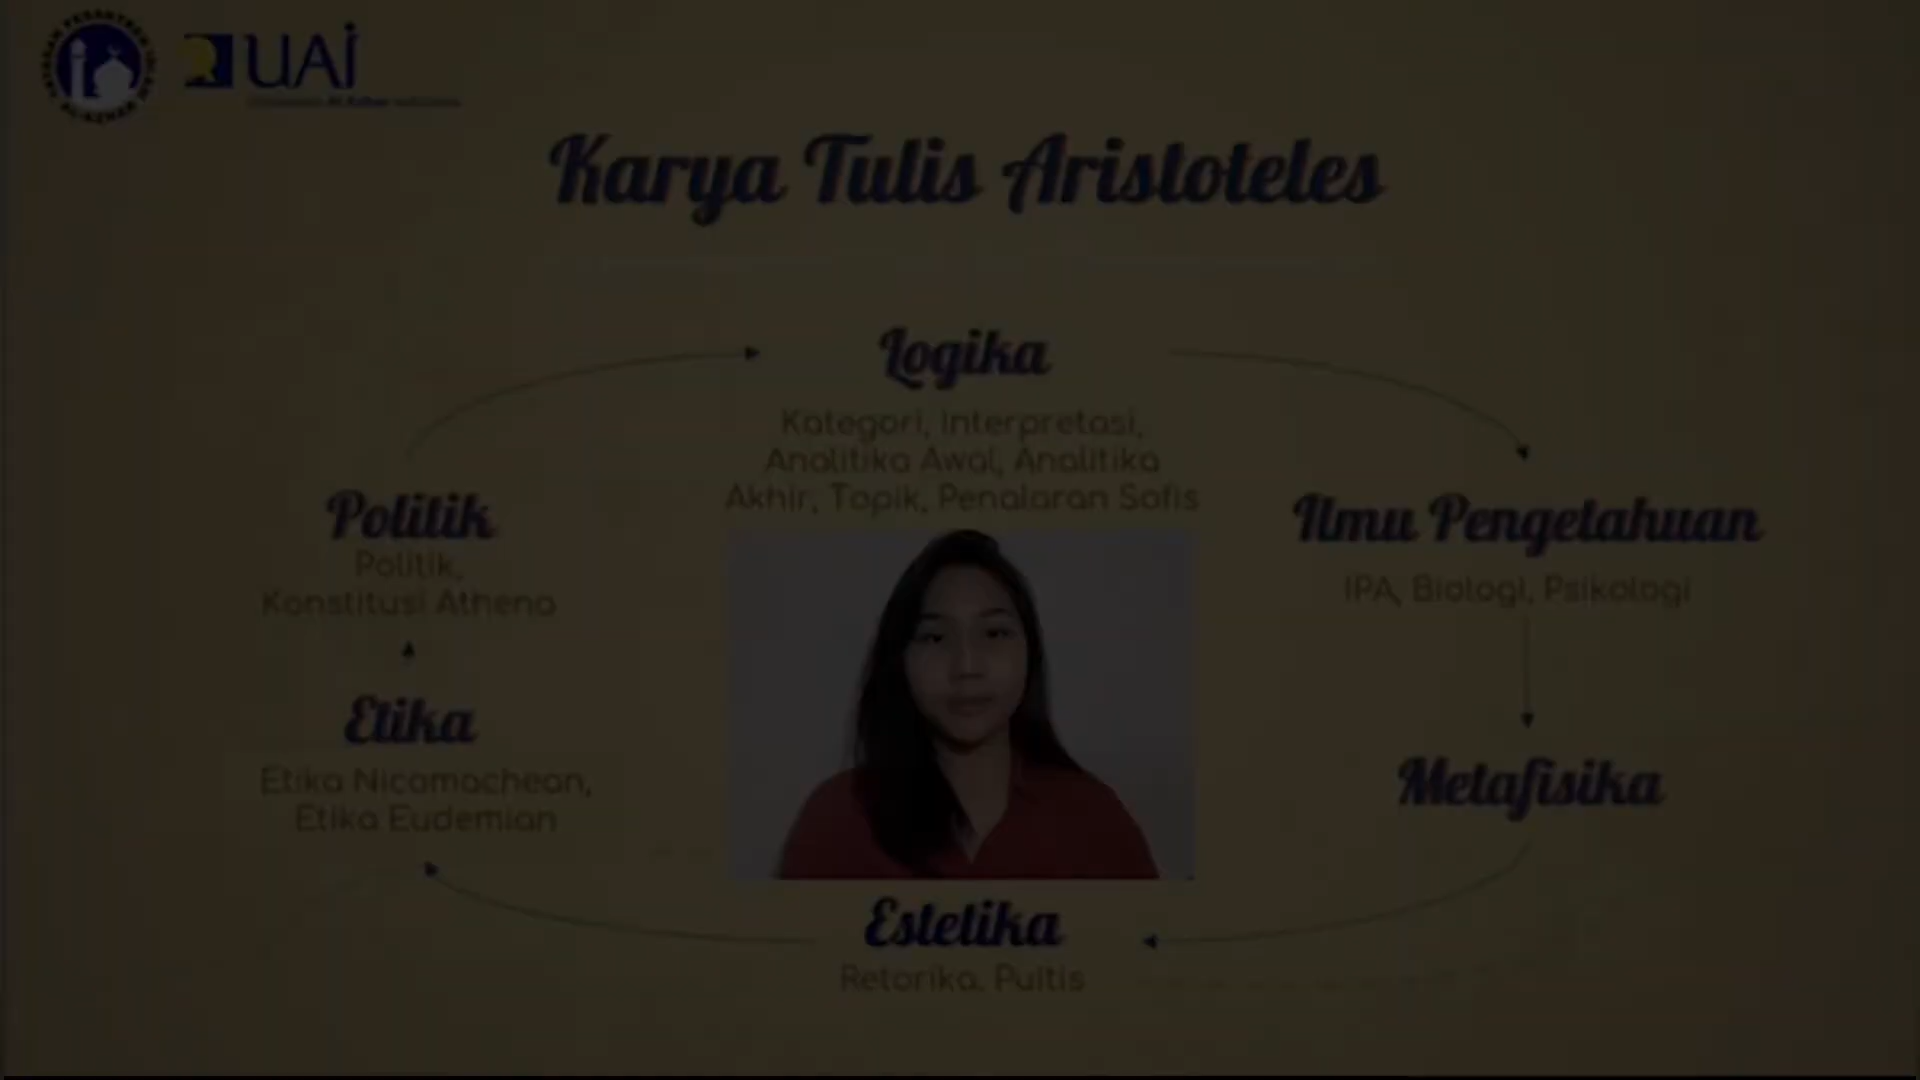 UAI
Karya Tulis Aristoteles
Logika
Kategori, Interpretasi,
Analitika Awal, Analitika
Akhir, Topik, Penalaran Sofis
Ilmu Pengetahuan
IPA, Biologi, Psikologi
Metafisika
Estetika
Retorika, Puitis
Etika
Etika Nicomachean,
Etika Eudemian
Politik
Politik,
Konstitusi Athena